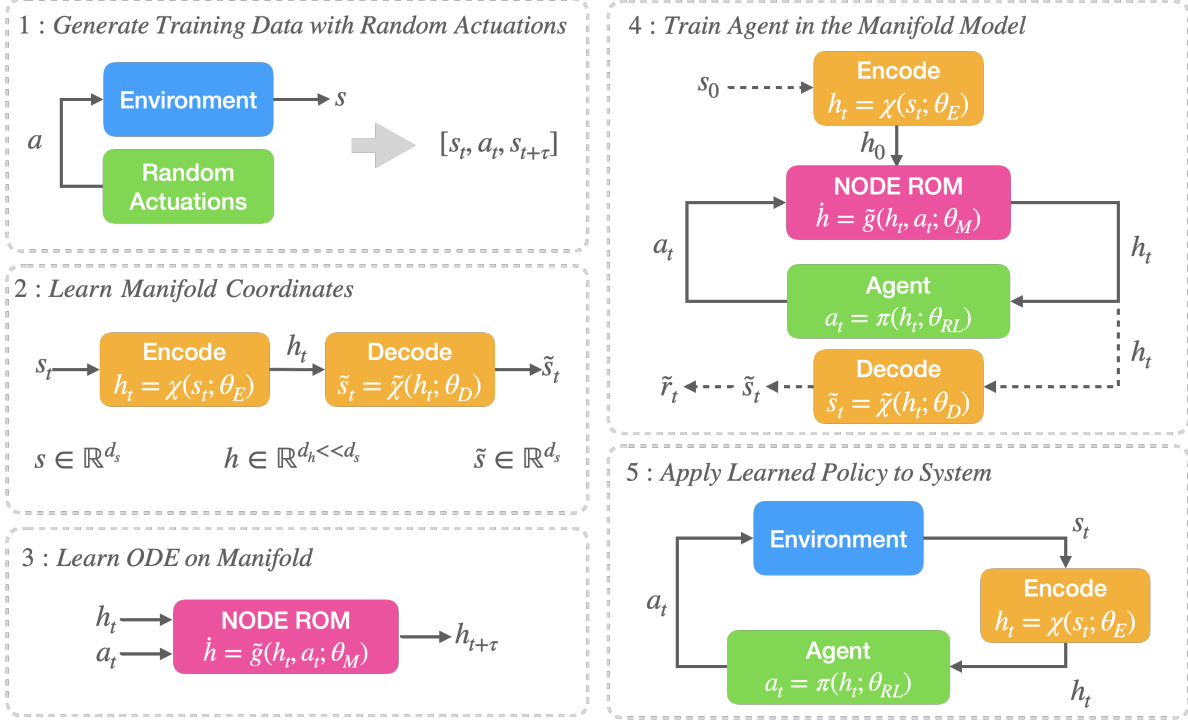 1 : Generate Training Data with Random Actuations
Environment
s
a
Random
Actuations
[s_t, a_t, s_{t+τ}]
2 : Learn Manifold Coordinates
s_t
Encode
h_t = χ(s_t; θ_E)
h_t
Decode
s̃_t = χ̃(h_t; θ_D)
s̃_t
s ∈ ℝ^{d_s}
h ∈ ℝ^{d_h<<d_s}
s̃ ∈ ℝ^{d_s}
3 : Learn ODE on Manifold
h_t
a_t
NODE ROM
ḣ = g̃(h_t, a_t; θ_M)
h_{t+τ}
4 : Train Agent in the Manifold Model
s_0
Encode
h_t = χ(s_t; θ_E)
h_0
NODE ROM
ḣ = g̃(h_t, a_t; θ_M)
a_t
h_t
Agent
a_t = π(h_t; θ_{RL})
h_t
Decode
s̃_t = χ̃(h_t; θ_D)
s̃_t
r̃_t
5 : Apply Learned Policy to System
Environment
s_t
Encode
h_t = χ(s_t; θ_E)
a_t
Agent
a_t = π(h_t; θ_{RL})
h_t